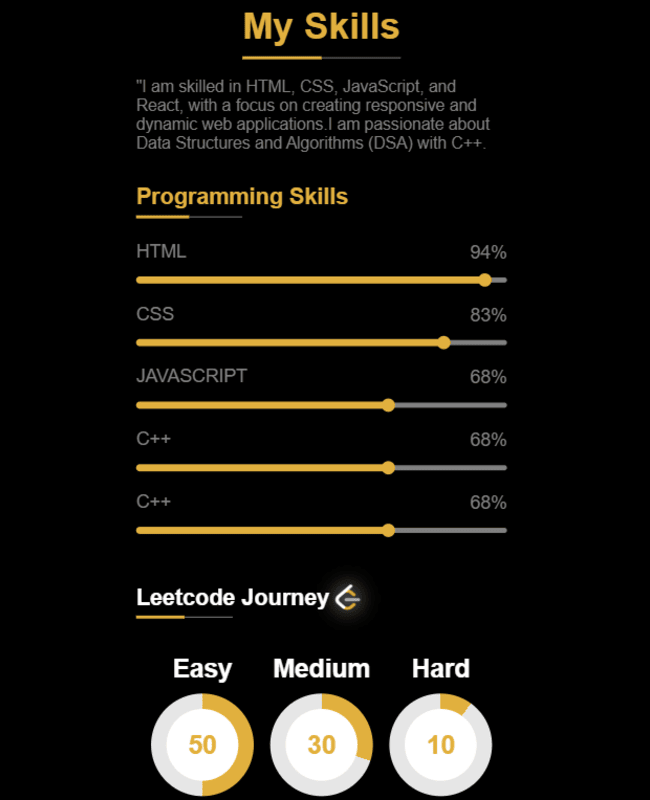 My Skills
"I am skilled in HTML, CSS, JavaScript, and
React, with a focus on creating responsive and
dynamic web applications.I am passionate about
Data Structures and Algorithms (DSA) with C++.
Programming Skills
HTML 94%
CSS 83%
JAVASCRIPT 68%
C++ 68%
C++ 68%
Leetcode Journey
Easy Medium Hard
50 30 10